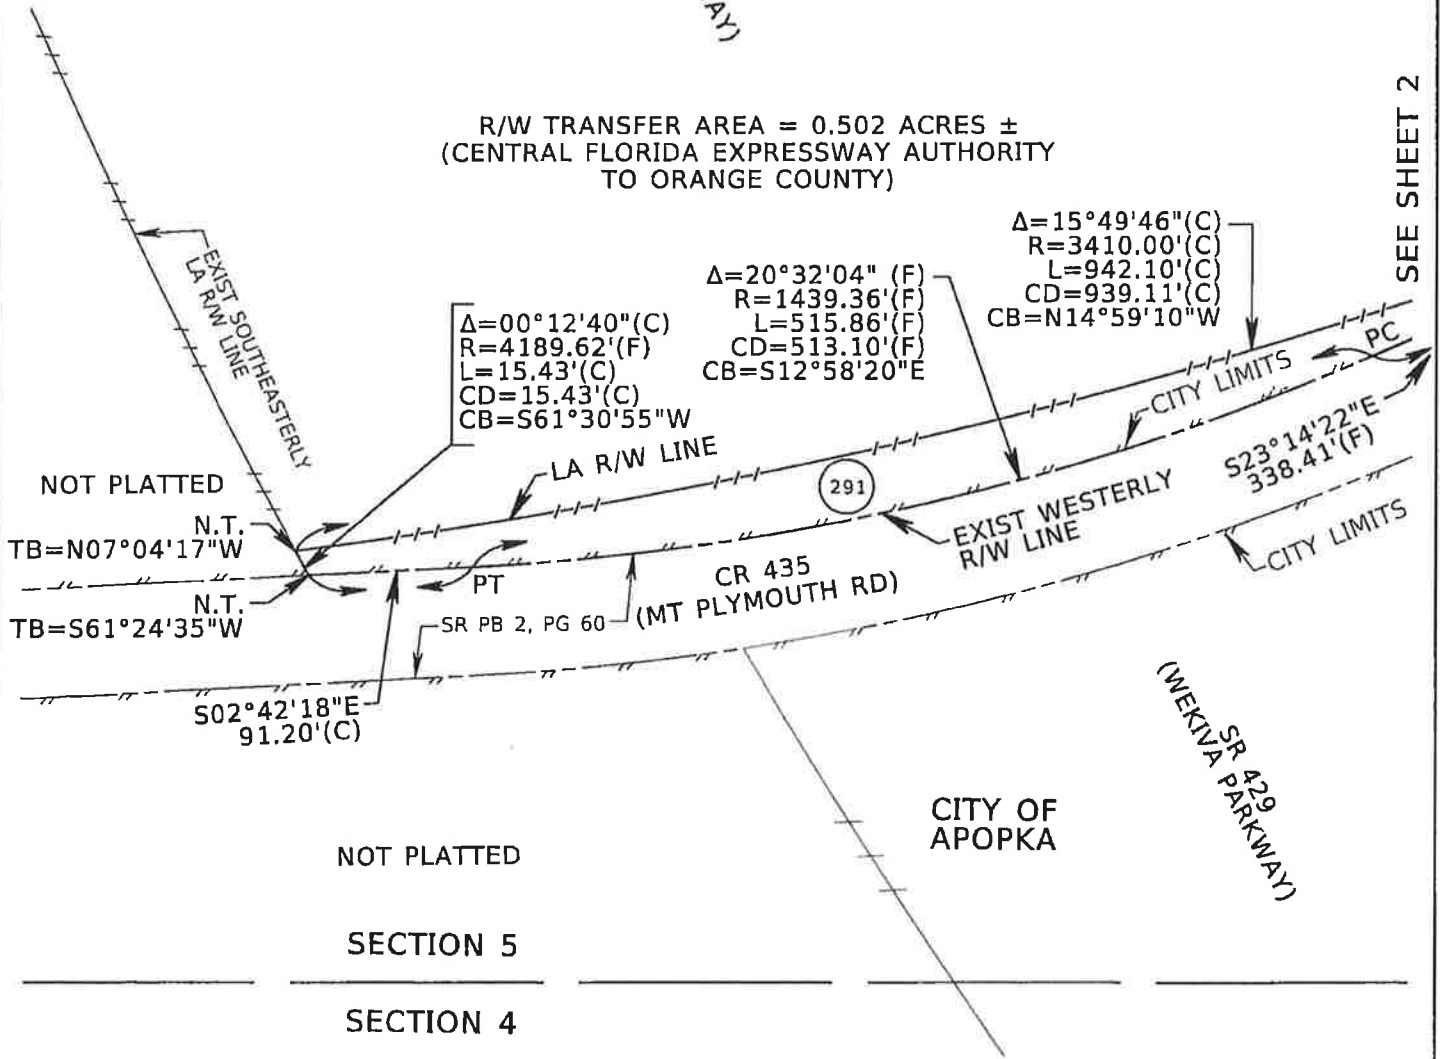 AY)
R/W TRANSFER AREA = 0.502 ACRES ±
(CENTRAL FLORIDA EXPRESSWAY AUTHORITY
TO ORANGE COUNTY)
SEE SHEET 2
Δ=15°49'46"(C)
R=3410.00'(C)
L=942.10'(C)
CD=939.11'(C)
CB=N14°59'10"W
Δ=20°32'04" (F)
R=1439.36'(F)
L=515.86'(F)
CD=513.10'(F)
CB=S12°58'20"E
Δ=00°12'40"(C)
R=4189.62'(F)
L=15.43'(C)
CD=15.43'(C)
CB=S61°30'55"W
EXIST SOUTHEASTERLY
LA R/W LINE
PC
CITY LIMITS
LA R/W LINE
S23°14'22"E
338.41'(F)
NOT PLATTED
291
N.T.
TB=N07°04'17"W
EXIST WESTERLY
R/W LINE
CITY LIMITS
PT
CR 435
(MT PLYMOUTH RD)
N.T.
TB=S61°24'35"W
SR PB 2, PG 60
S02°42'18"E
91.20'(C)
SR 429
(WEKIVA PARKWAY)
CITY OF
APOPKA
NOT PLATTED
SECTION 5
SECTION 4